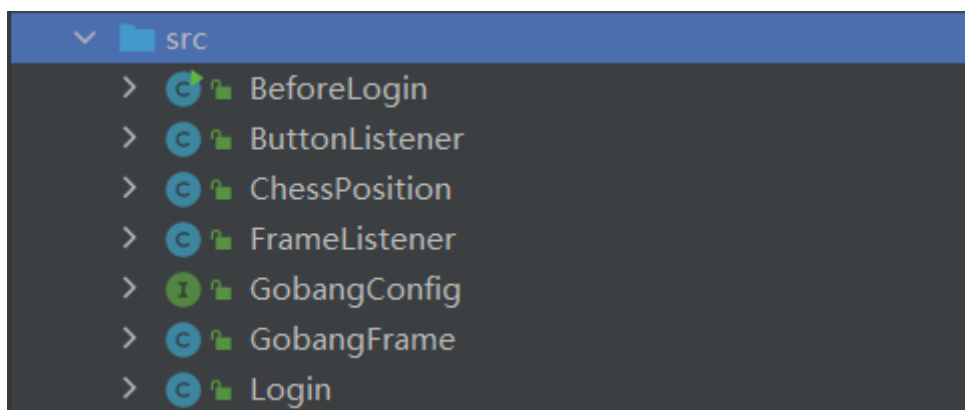 src
BeforeLogin
ButtonListener
ChessPosition
FrameListener
GobangConfig
GobangFrame
Login